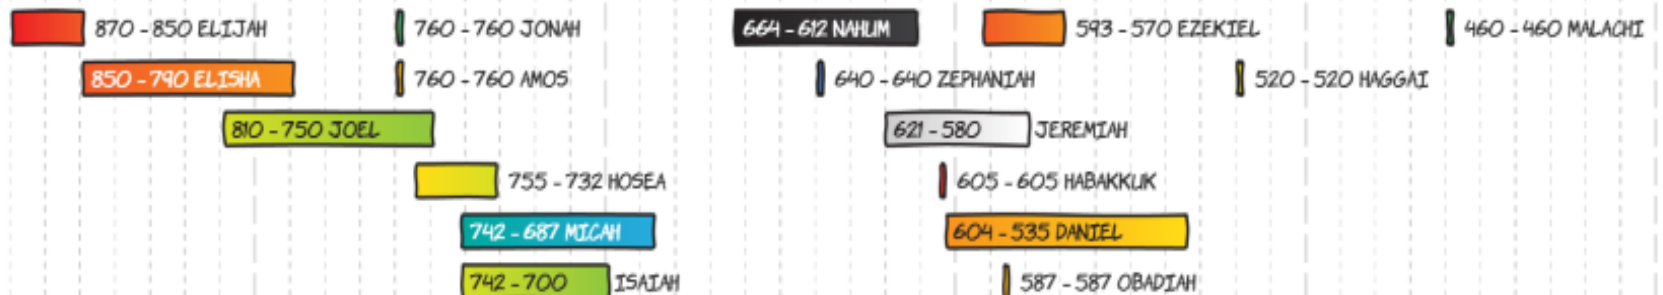 870 - 850 ELIJAH
760 - 760 JONAH
664 - 612 NAHUM
593 - 570 EZEKIEL
460 - 460 MALACHI
850 - 790 ELISHA
760 - 760 AMOS
640 - 640 ZEPHANIAH
520 - 520 HAGGAI
810 - 750 JOEL
621 - 580 JEREMIAH
755 - 732 HOSEA
605 - 605 HABAKKUK
742 - 687 MICAH
604 - 535 DANIEL
742 - 700 ISAIAH
587 - 587 OBADIAH